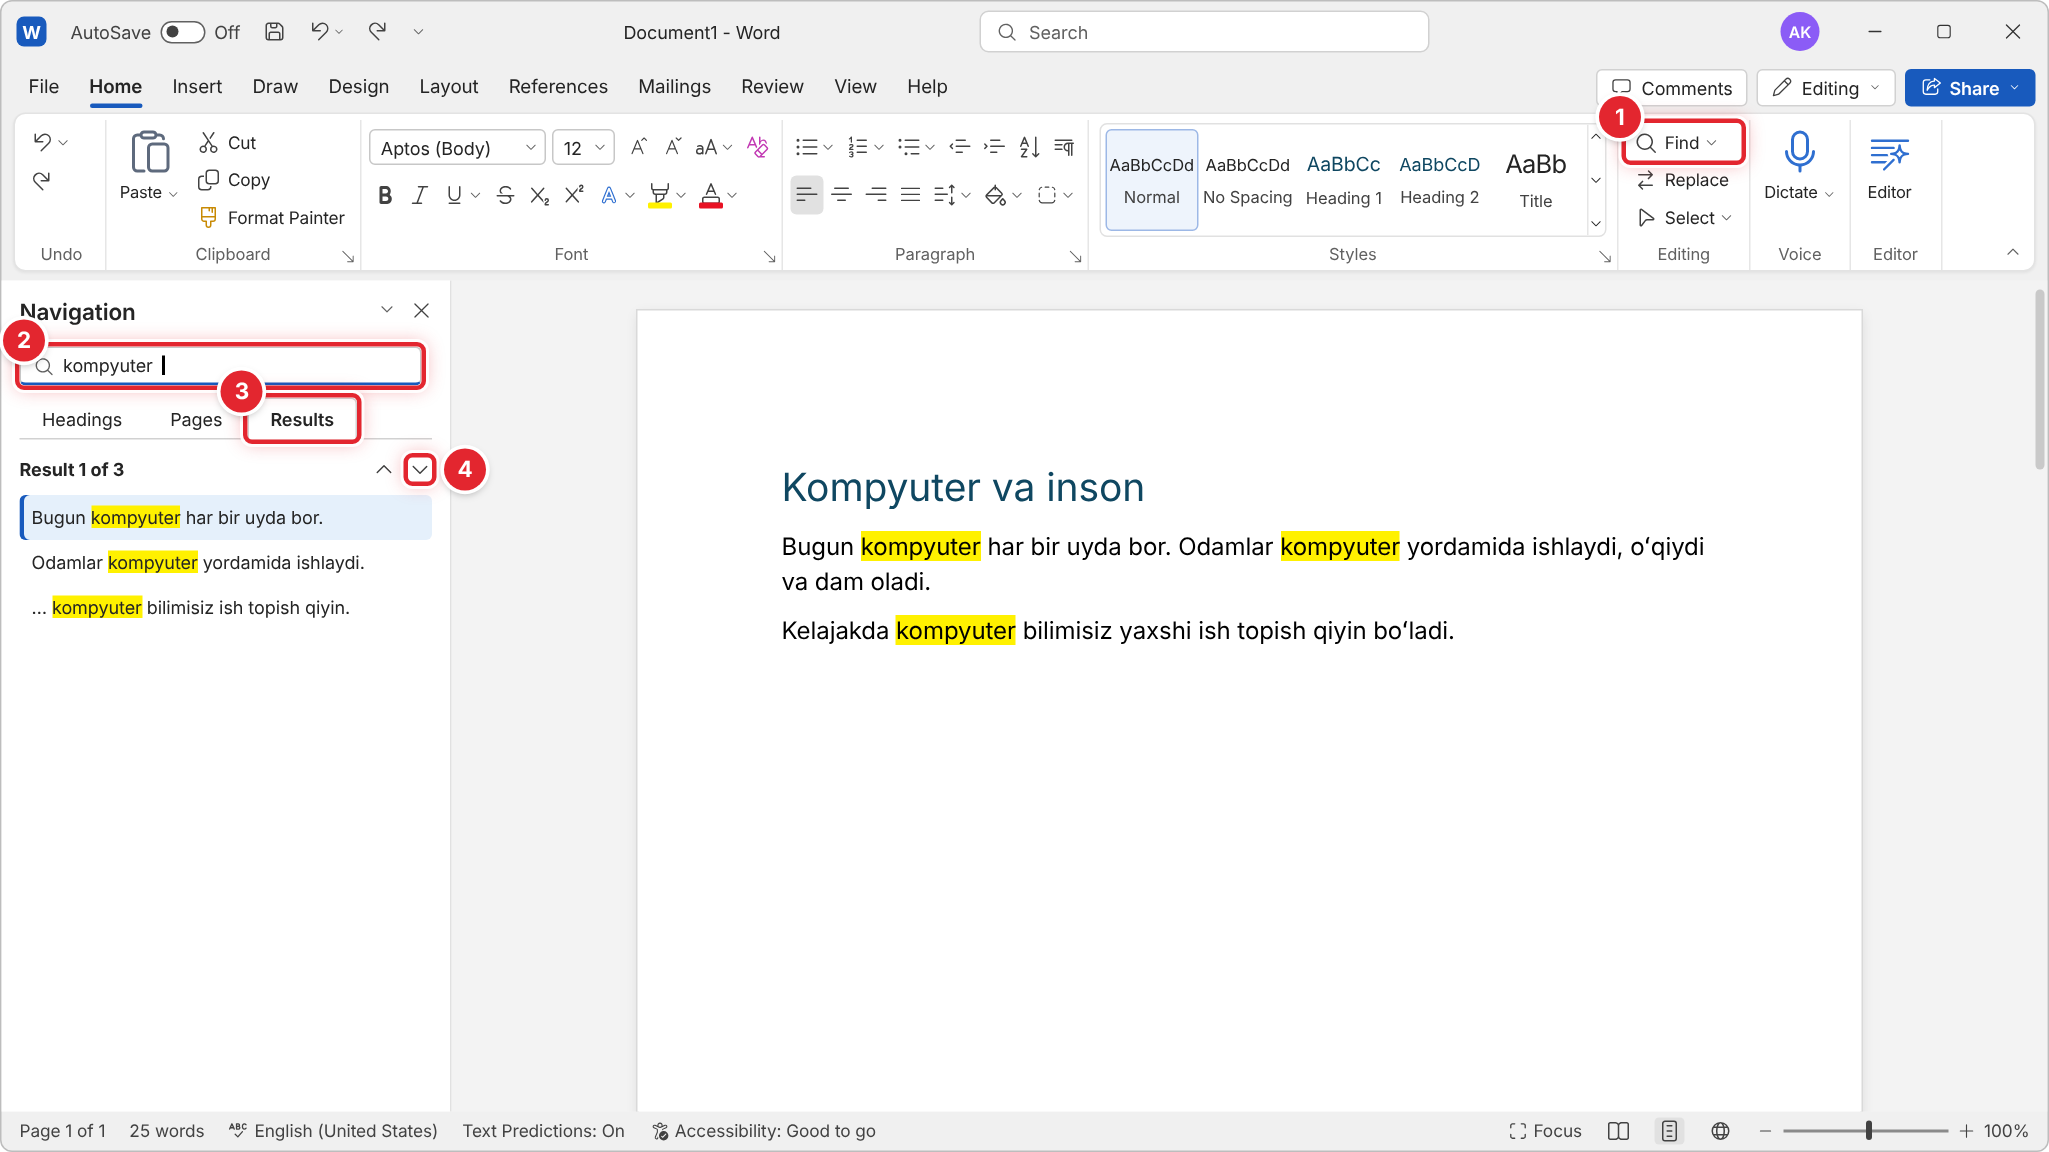 W AutoSave Off Document1 - Word Search AK
File Home Insert Draw Design Layout References Mailings Review View Help Comments Editing Share
1
Paste Cut Copy Format Painter
Aptos (Body) 12 aA
B I U S X₂ X² A A
AaBbCcDd Normal
AaBbCcDd No Spacing
AaBbCc Heading 1
AaBbCcD Heading 2
AaBb Title
Find
Replace
Select
Dictate
Editor
Undo Clipboard Font Paragraph Styles Editing Voice Editor
Navigation
2
kompyuter
3
Headings Pages Results
Result 1 of 3
4
Bugun kompyuter har bir uyda bor.
Odamlar kompyuter yordamida ishlaydi.
... kompyuter bilimisiz ish topish qiyin.
Kompyuter va inson
Bugun kompyuter har bir uyda bor. Odamlar kompyuter yordamida ishlaydi, oʻqiydi
va dam oladi.
Kelajakda kompyuter bilimisiz yaxshi ish topish qiyin boʻladi.
Page 1 of 1 25 words English (United States) Text Predictions: On Accessibility: Good to go Focus 100%